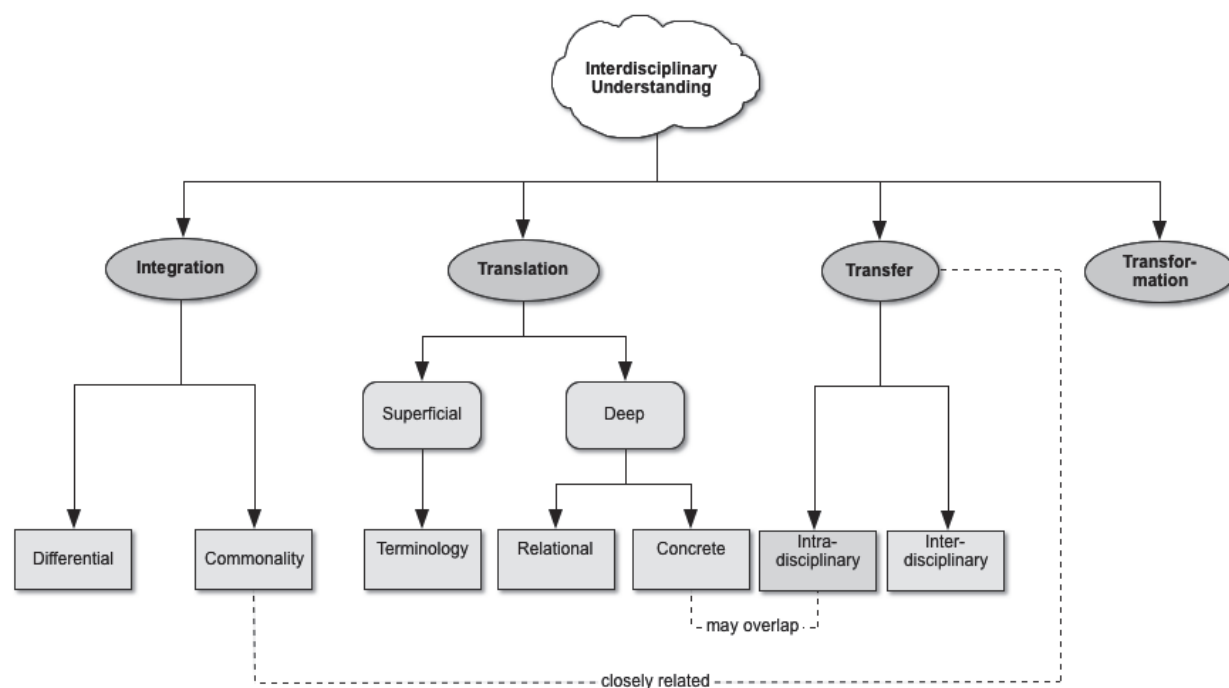 Interdisciplinary
Understanding
Integration
Translation
Transfer
Transfor-
mation
Superficial
Deep
Differential
Commonality
Terminology
Relational
Concrete
Intra-
disciplinary
Inter-
disciplinary
may overlap
closely related